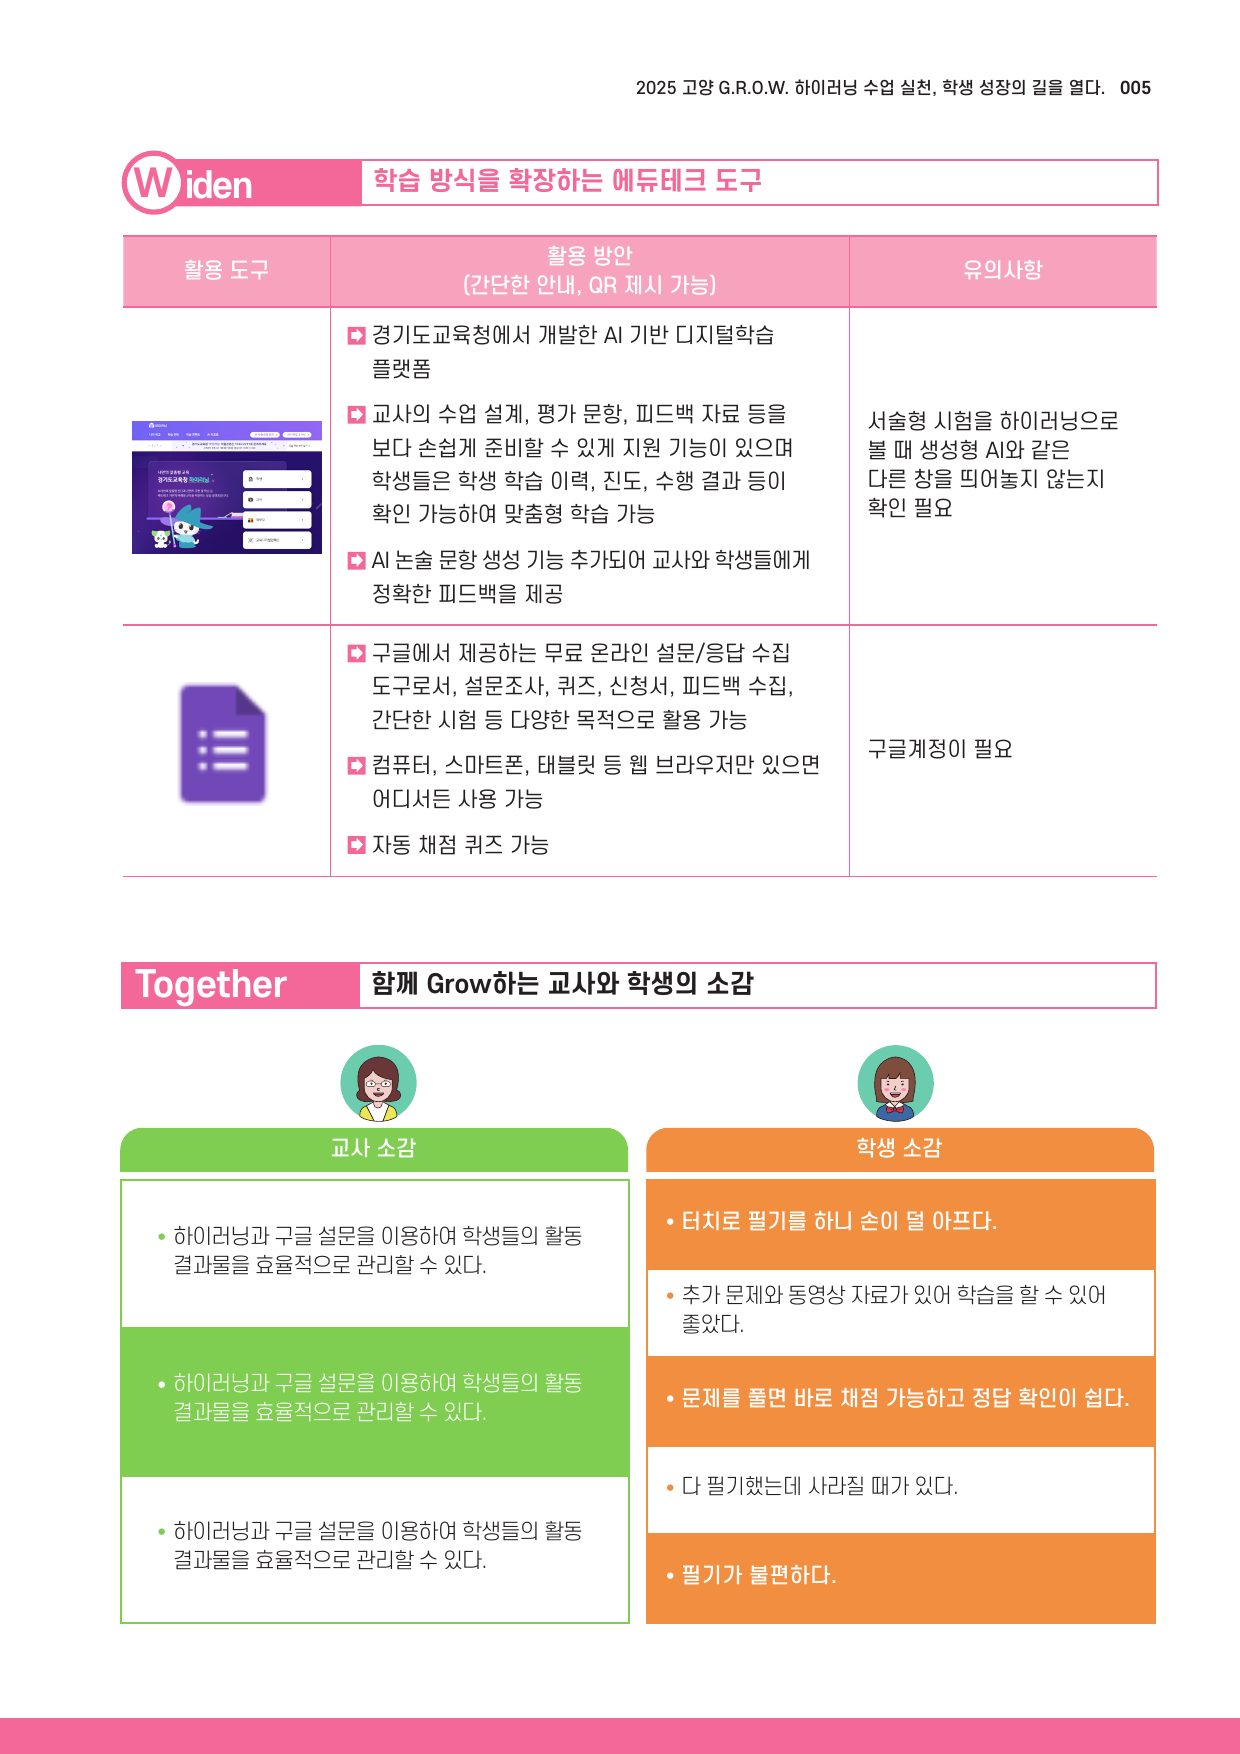 2025 고양 G.R.O.W. 하이러닝 수업 실천, 학생 성장의 길을 열다. 005
Widen 학습 방식을 확장하는 에듀테크 도구
활용 도구
활용 방안
(간단한 안내, QR 제시 가능)
유의사항
경기도교육청에서 개발한 AI 기반 디지털학습
플랫폼
교사의 수업 설계, 평가 문항, 피드백 자료 등을
보다 손쉽게 준비할 수 있게 지원 기능이 있으며
학생들은 학생 학습 이력, 진도, 수행 결과 등이
확인 가능하여 맞춤형 학습 가능
AI 논술 문항 생성 기능 추가되어 교사와 학생들에게
정확한 피드백을 제공
서술형 시험을 하이러닝으로
볼 때 생성형 AI와 같은
다른 창을 띄어놓지 않는지
확인 필요
구글에서 제공하는 무료 온라인 설문/응답 수집
도구로서, 설문조사, 퀴즈, 신청서, 피드백 수집,
간단한 시험 등 다양한 목적으로 활용 가능
컴퓨터, 스마트폰, 태블릿 등 웹 브라우저만 있으면
어디서든 사용 가능
자동 채점 퀴즈 가능
구글계정이 필요
Together 함께 Grow하는 교사와 학생의 소감
교사 소감
• 하이러닝과 구글 설문을 이용하여 학생들의 활동
결과물을 효율적으로 관리할 수 있다.
• 하이러닝과 구글 설문을 이용하여 학생들의 활동
결과물을 효율적으로 관리할 수 있다.
• 하이러닝과 구글 설문을 이용하여 학생들의 활동
결과물을 효율적으로 관리할 수 있다.
학생 소감
• 터치로 필기를 하니 손이 덜 아프다.
• 추가 문제와 동영상 자료가 있어 학습을 할 수 있어
좋았다.
• 문제를 풀면 바로 채점 가능하고 정답 확인이 쉽다.
• 다 필기했는데 사라질 때가 있다.
• 필기가 불편하다.